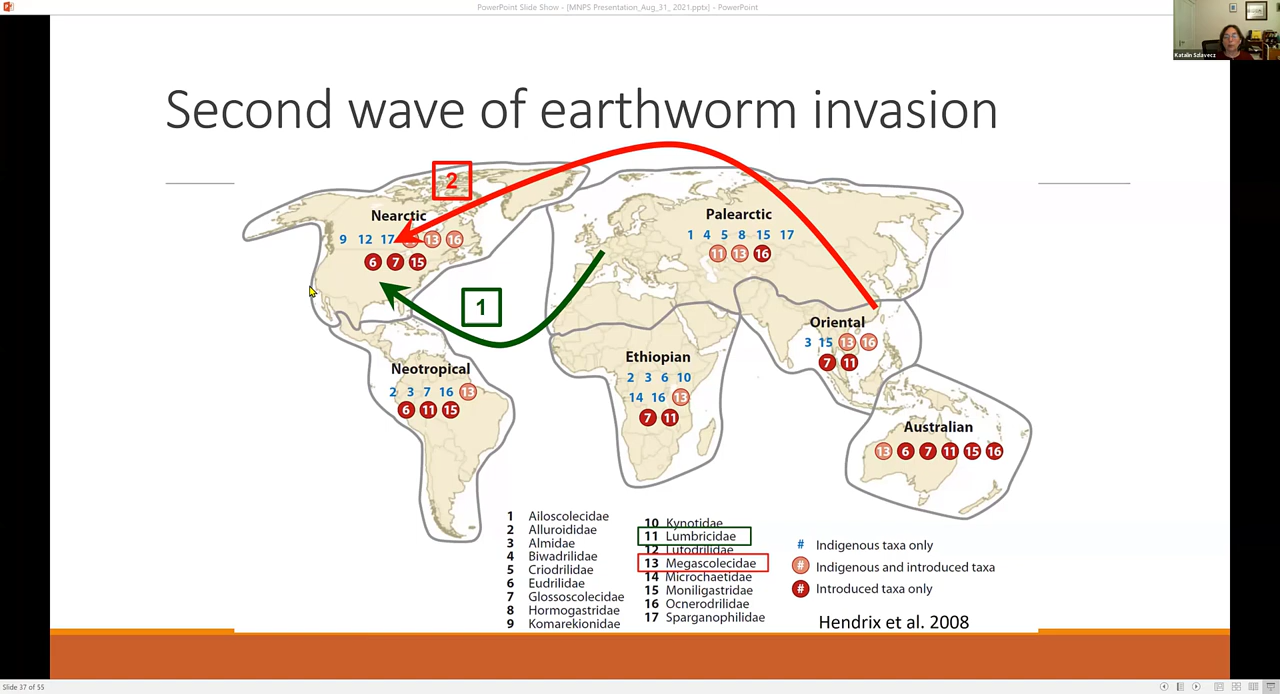 PowerPoint Slide Show - [MNPS Presentation_Aug_31, 2021.pptx] - PowerPoint
Katalin Szlavecz
Second wave of earthworm invasion
2
Nearctic
9 12 17 13 16
6 7 15
Palearctic
1 4 5 8 15 17
11 13 16
1
Oriental
3 15 13 16
7 11
Ethiopian
2 3 6 10
14 16 13
7 11
Neotropical
2 3 7 16 13
6 11 15
Australian
13 6 7 11 15 16
1 Ailoscolecidae
2 Alluroididae
3 Almidae
4 Biwadrilidae
5 Criodrilidae
6 Eudrilidae
7 Glossoscolecidae
8 Hormogastridae
9 Komarekionidae
10 Kynotidae
11 Lumbricidae
12 Lutodrilidae
13 Megascolecidae
14 Microchaetidae
15 Moniligastridae
16 Ocnerodrilidae
17 Sparganophilidae
# Indigenous taxa only
# Indigenous and introduced taxa
# Introduced taxa only
Hendrix et al. 2008
Slide 37 of 55